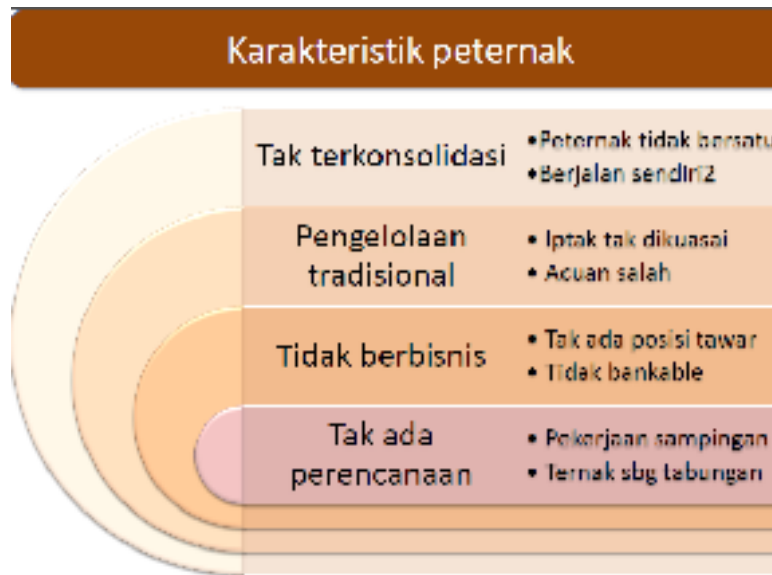 Karakteristik peternak
Tak terkonsolidasi
•Peternak tidak bersatu
•Berjalan sendiri2
Pengelolaan
tradisional
• Iptak tak dikuasai
• Acuan salah
Tidak berbisnis
• Tak ada posisi tawar
• Tidak bankable
Tak ada
perencanaan
• Pekerjaan sampingan
• Ternak sbg tabungan